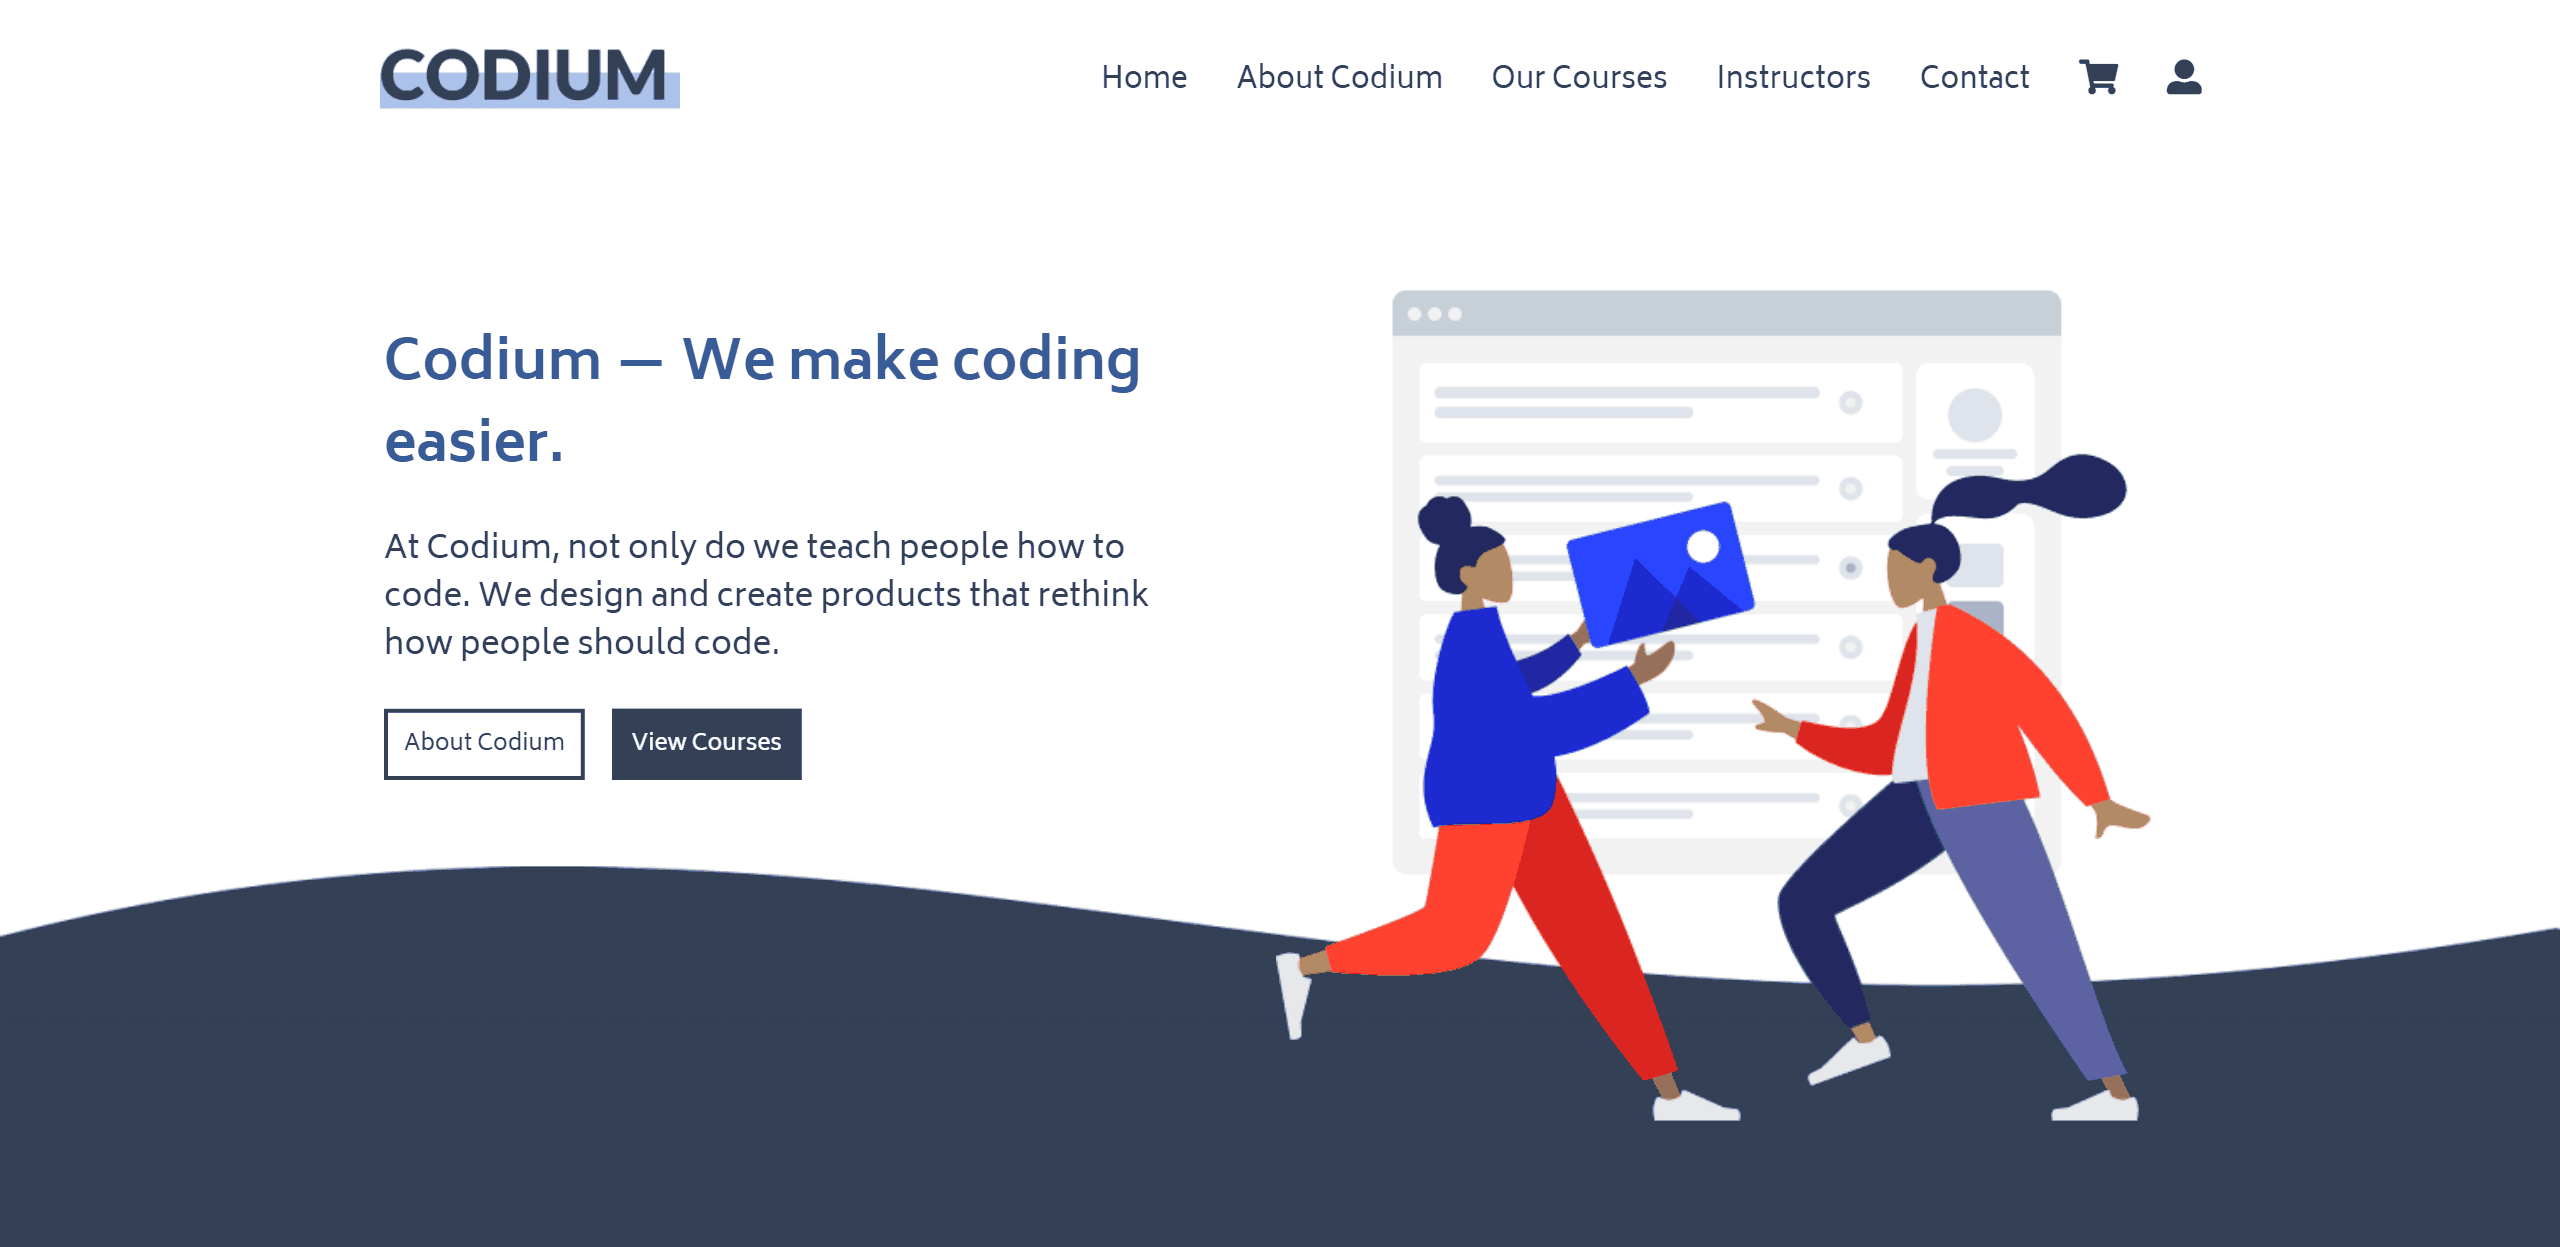 CODIUM
Home About Codium Our Courses Instructors Contact
Codium — We make coding
easier.
At Codium, not only do we teach people how to
code. We design and create products that rethink
how people should code.
About Codium View Courses